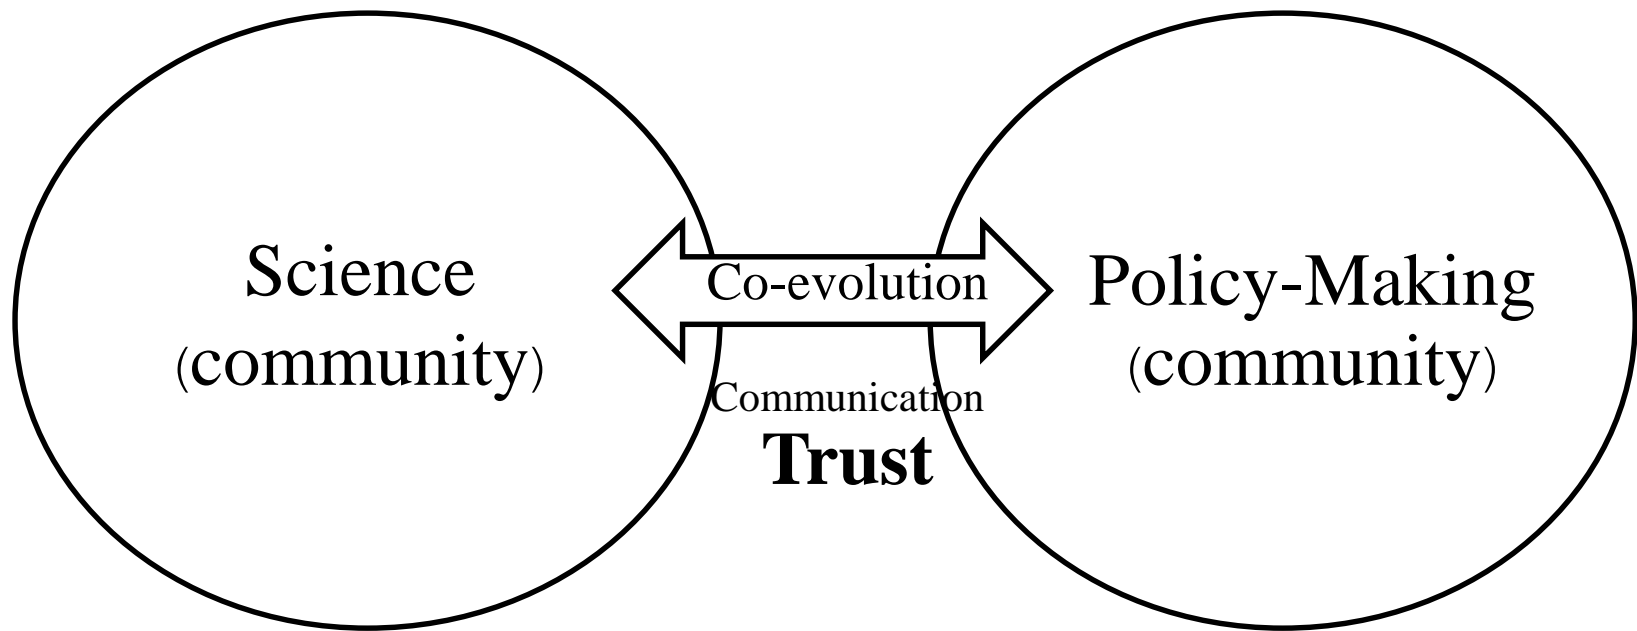 Science
(community)
Co-evolution
Communication
Trust
Policy-Making
(community)